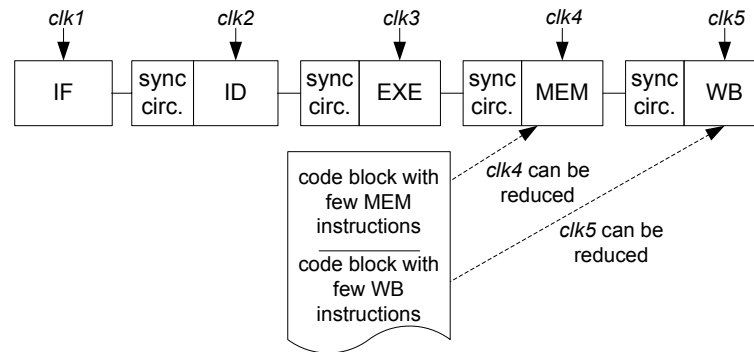 clk1 clk2 clk3 clk4 clk5
IF
sync
circ.
ID
sync
circ.
EXE
sync
circ.
MEM
sync
circ.
WB
code block with
few MEM
instructions
code block with
few WB
instructions
clk4 can be
reduced
clk5 can be
reduced